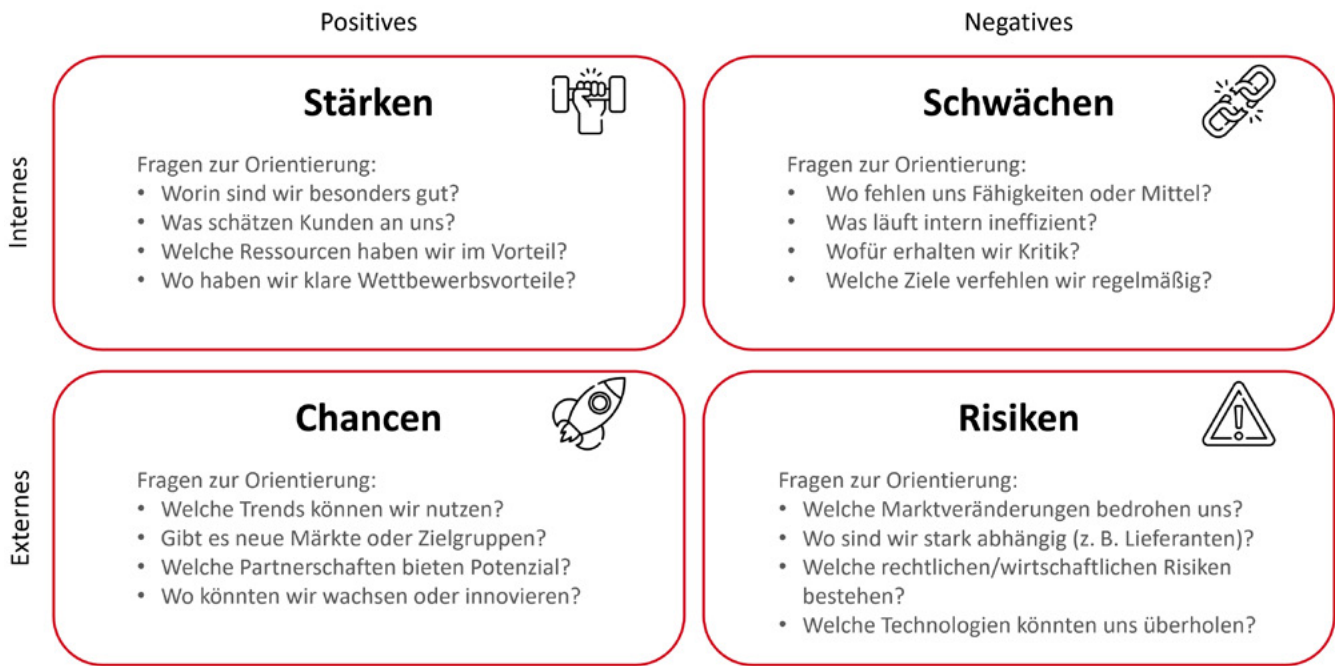 Positives
Negatives
Internes
Stärken
Fragen zur Orientierung:
• Worin sind wir besonders gut?
• Was schätzen Kunden an uns?
• Welche Ressourcen haben wir im Vorteil?
• Wo haben wir klare Wettbewerbsvorteile?
Schwächen
Fragen zur Orientierung:
• Wo fehlen uns Fähigkeiten oder Mittel?
• Was läuft intern ineffizient?
• Wofür erhalten wir Kritik?
• Welche Ziele verfehlen wir regelmäßig?
Externes
Chancen
Fragen zur Orientierung:
• Welche Trends können wir nutzen?
• Gibt es neue Märkte oder Zielgruppen?
• Welche Partnerschaften bieten Potenzial?
• Wo könnten wir wachsen oder innovieren?
Risiken
Fragen zur Orientierung:
• Welche Marktveränderungen bedrohen uns?
• Wo sind wir stark abhängig (z. B. Lieferanten)?
• Welche rechtlichen/wirtschaftlichen Risiken
bestehen?
• Welche Technologien könnten uns überholen?